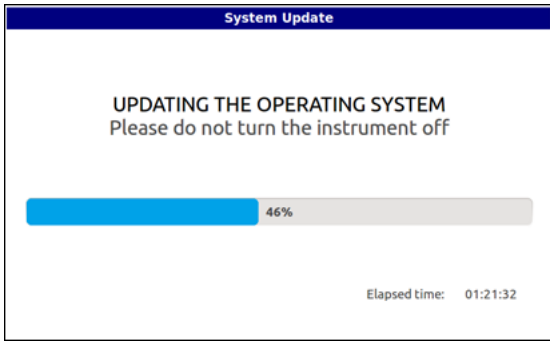 System Update
UPDATING THE OPERATING SYSTEM
Please do not turn the instrument off
46%
Elapsed time: 01:21:32